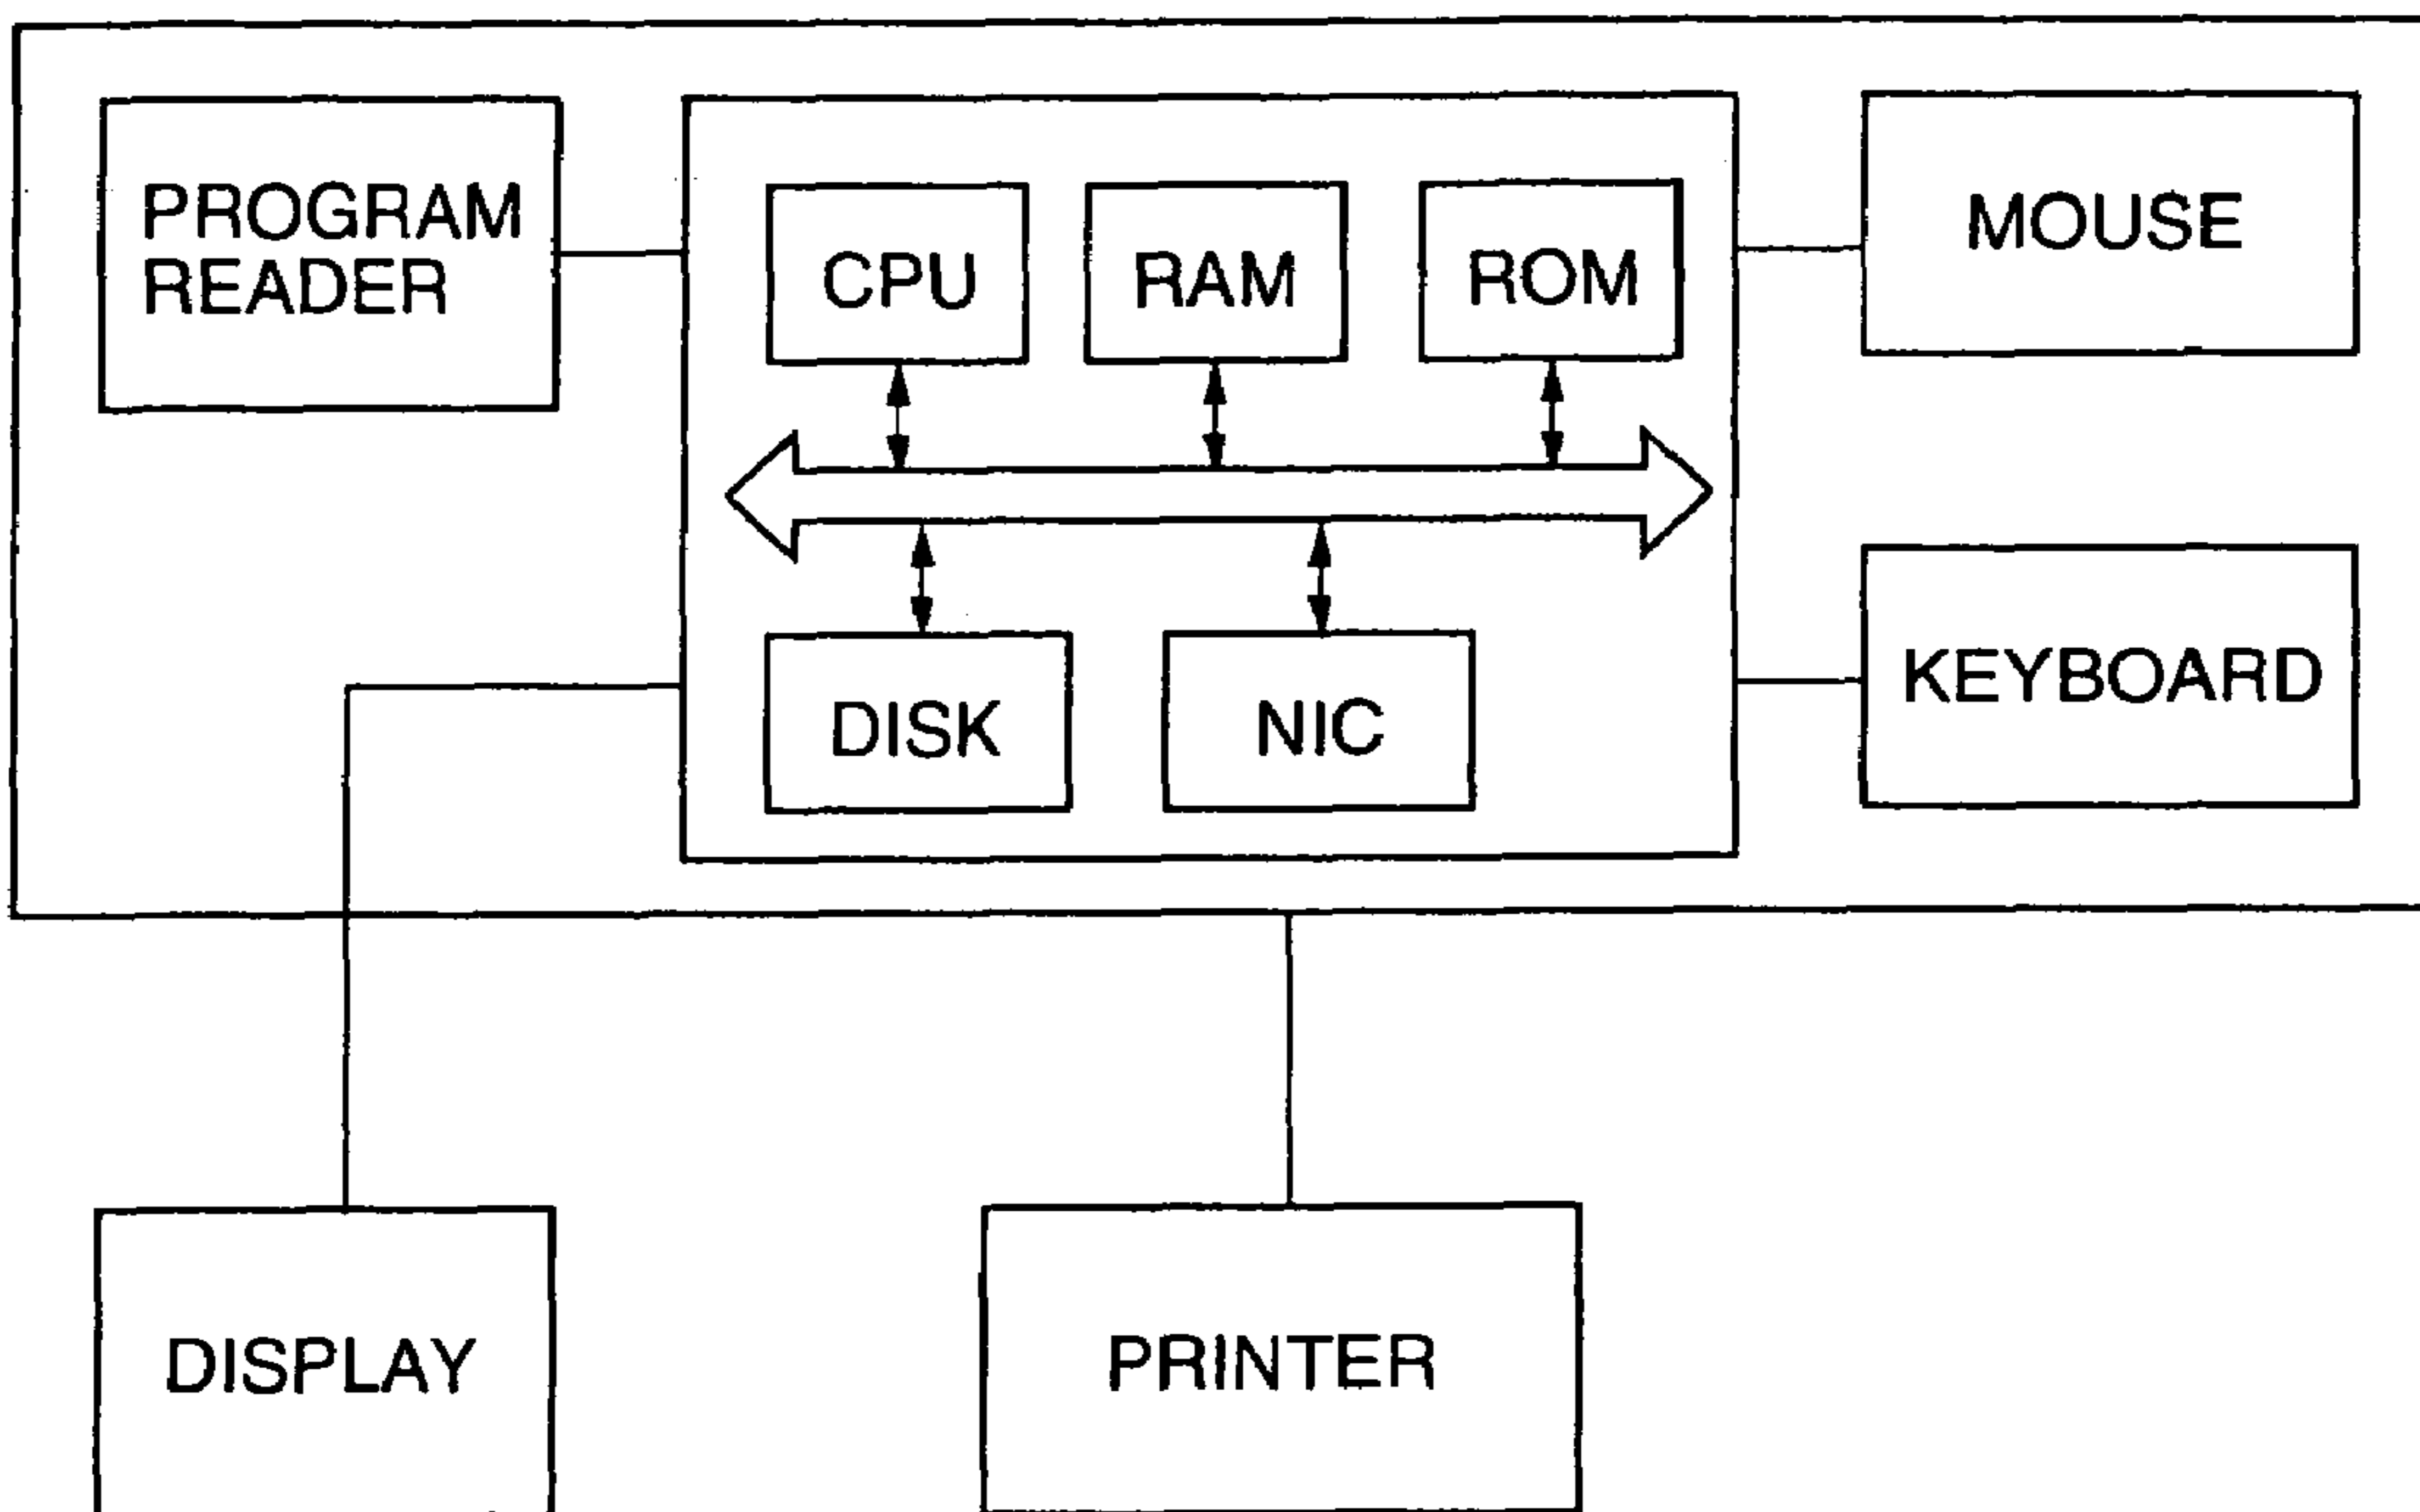 PROGRAM
READER
CPU
RAM
ROM
MOUSE
DISK
NIC
KEYBOARD
DISPLAY
PRINTER